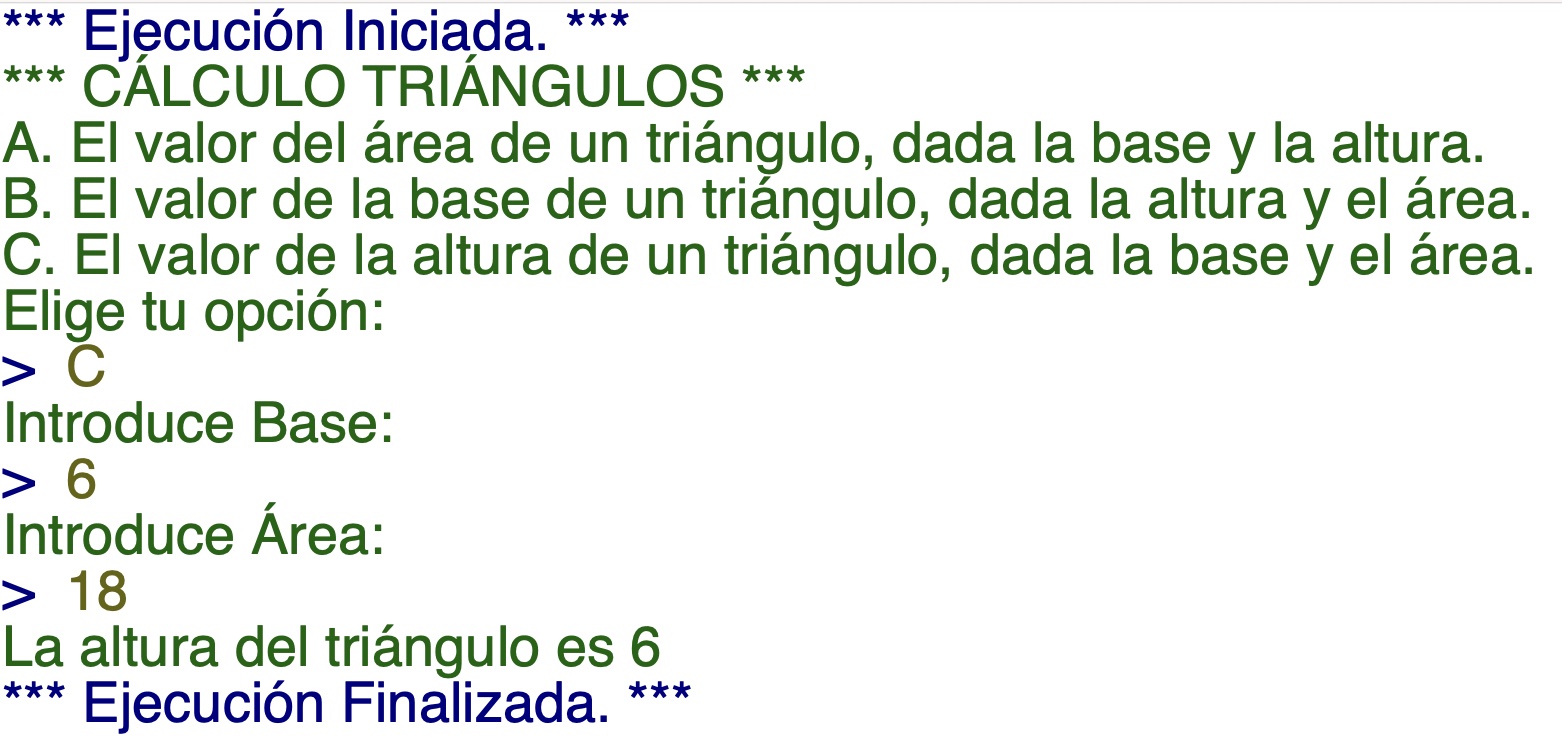 *** Ejecución Iniciada. ***
*** CÁLCULO TRIÁNGULOS ***
A. El valor del área de un triángulo, dada la base y la altura.
B. El valor de la base de un triángulo, dada la altura y el área.
C. El valor de la altura de un triángulo, dada la base y el área.
Elige tu opción:
> C
Introduce Base:
> 6
Introduce Área:
> 18
La altura del triángulo es 6
*** Ejecución Finalizada. ***